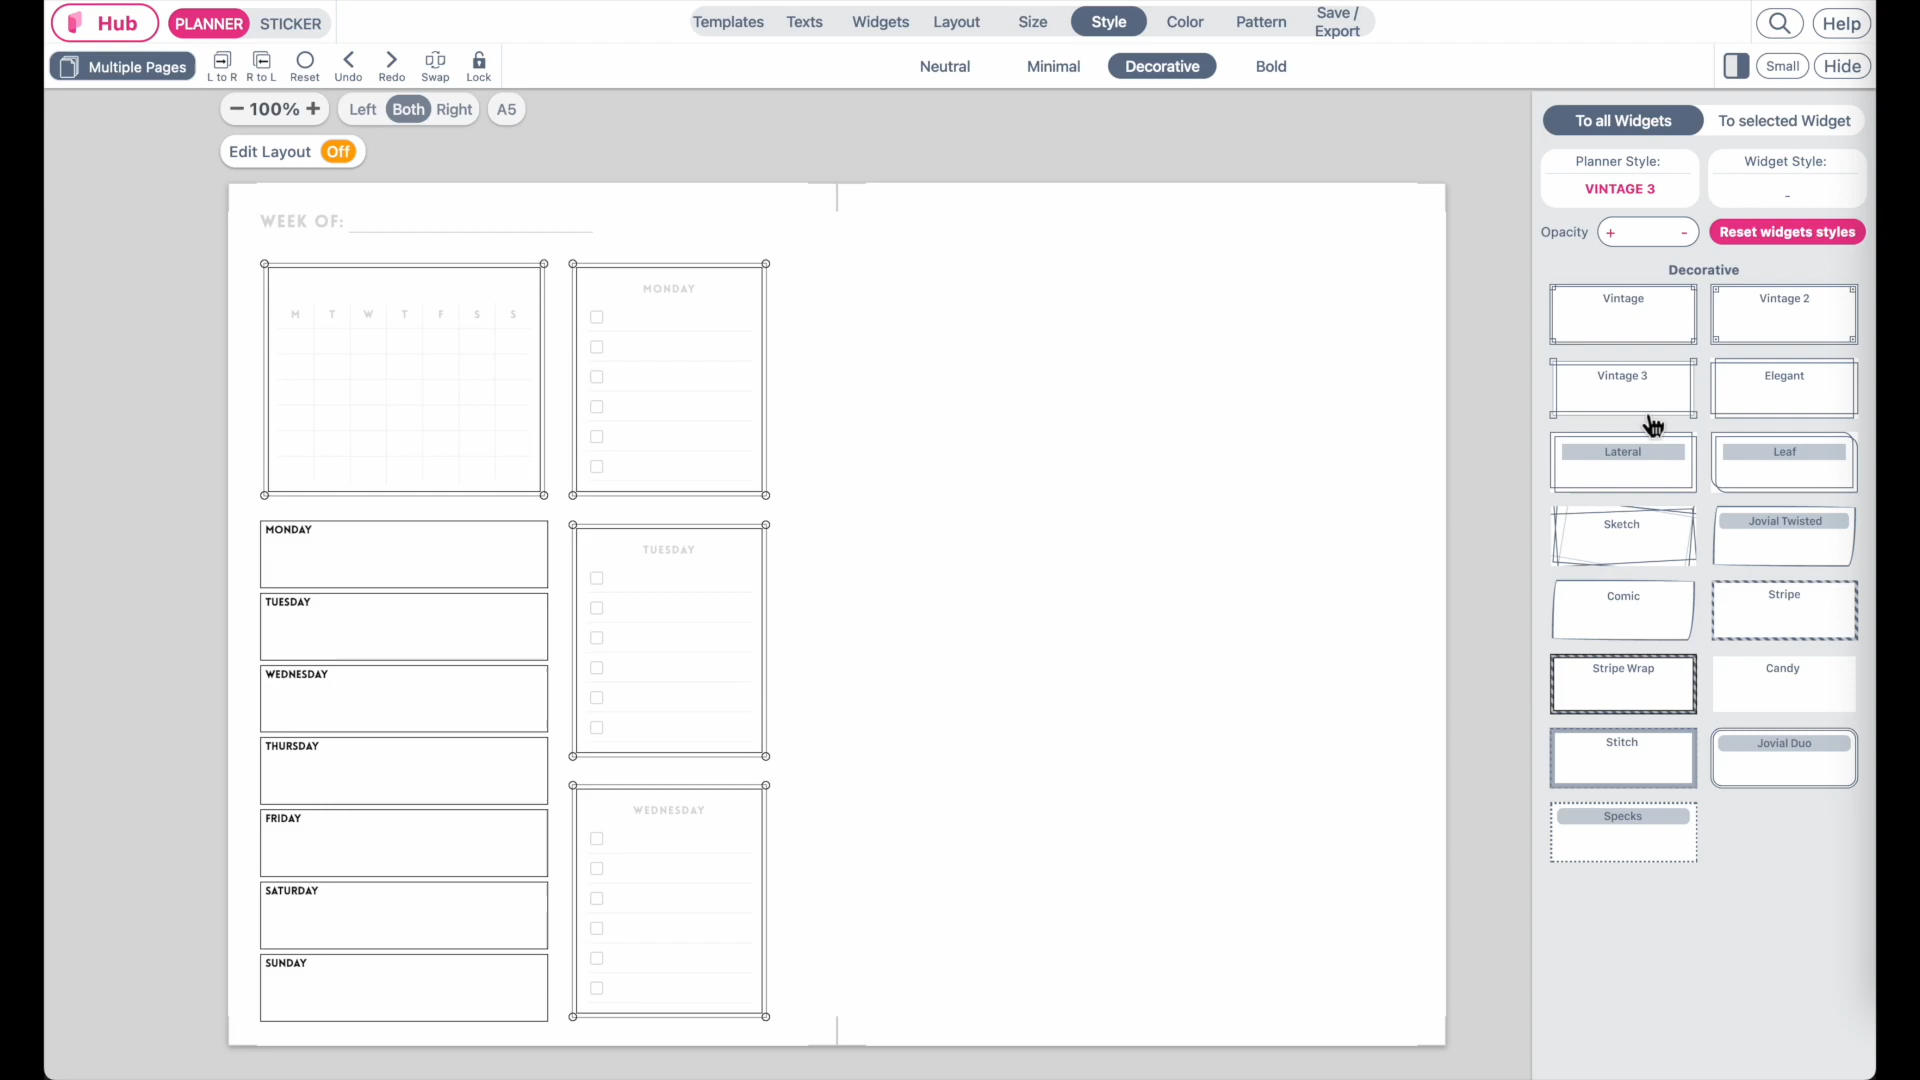 Hub
PLANNER
STICKER
Templates
Texts
Widgets
Layout
Size
Style
Color
Pattern
Save /
Export
Help
Multiple Pages
L to R
R to L
Reset
Undo
Redo
Swap
Lock
Neutral
Minimal
Decorative
Bold
Small
Hide
− 100% +
Left
Both
Right
A5
Edit Layout Off
To all Widgets
To selected Widget
Planner Style:
VINTAGE 3
Widget Style:
-
Opacity
+ -
Reset widgets styles
Decorative
Vintage
Vintage 2
Vintage 3
Elegant
Lateral
Leaf
Sketch
Jovial Twisted
Comic
Stripe
Stripe Wrap
Candy
Stitch
Jovial Duo
Specks
WEEK OF:
M T W T F S S
MONDAY
TUESDAY
WEDNESDAY
THURSDAY
FRIDAY
SATURDAY
SUNDAY
MONDAY
TUESDAY
WEDNESDAY